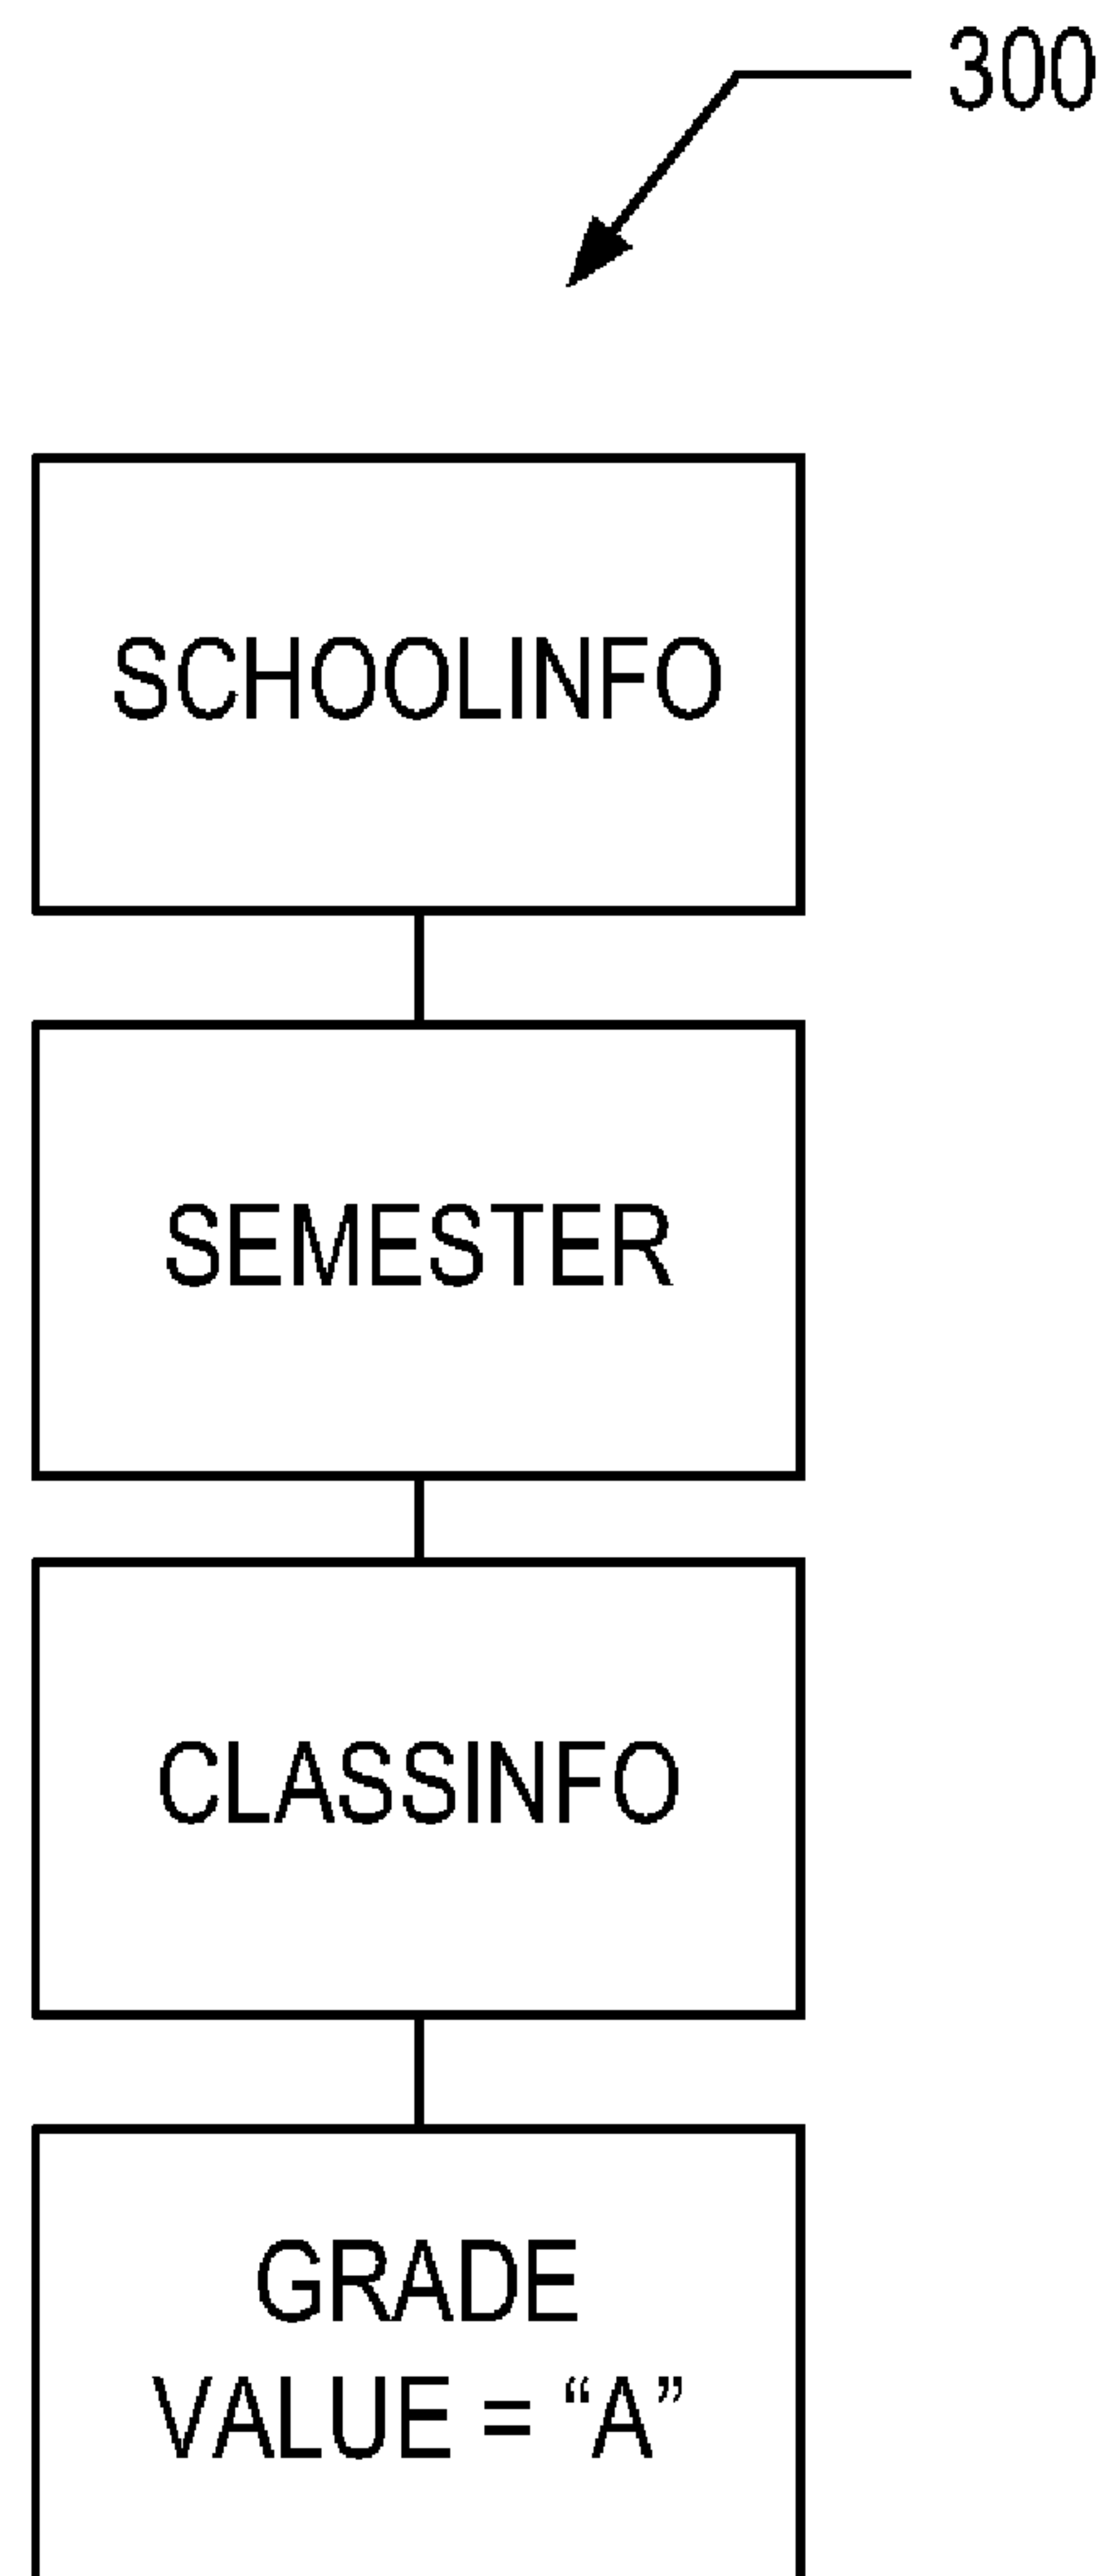 300
SCHOOLINFO
SEMESTER
CLASSINFO
GRADE
VALUE = “A”